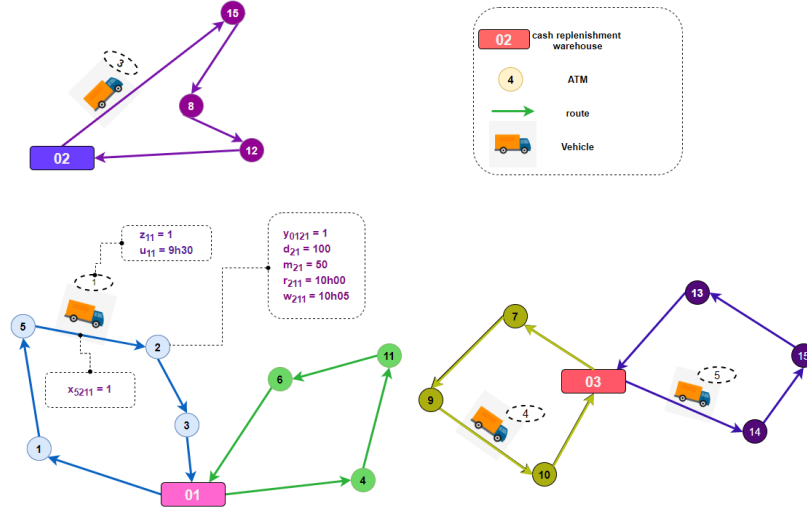 15
3
8
02
12
02 cash replenishment
warehouse
4 ATM
route
Vehicle
z11 = 1
u11 = 9h30
y0121 = 1
d21 = 100
m21 = 50
r211 = 10h00
w211 = 10h05
1
5
2
x5211 = 1
3
1
01
6
11
4
7
9
4
10
03
13
5
15
14